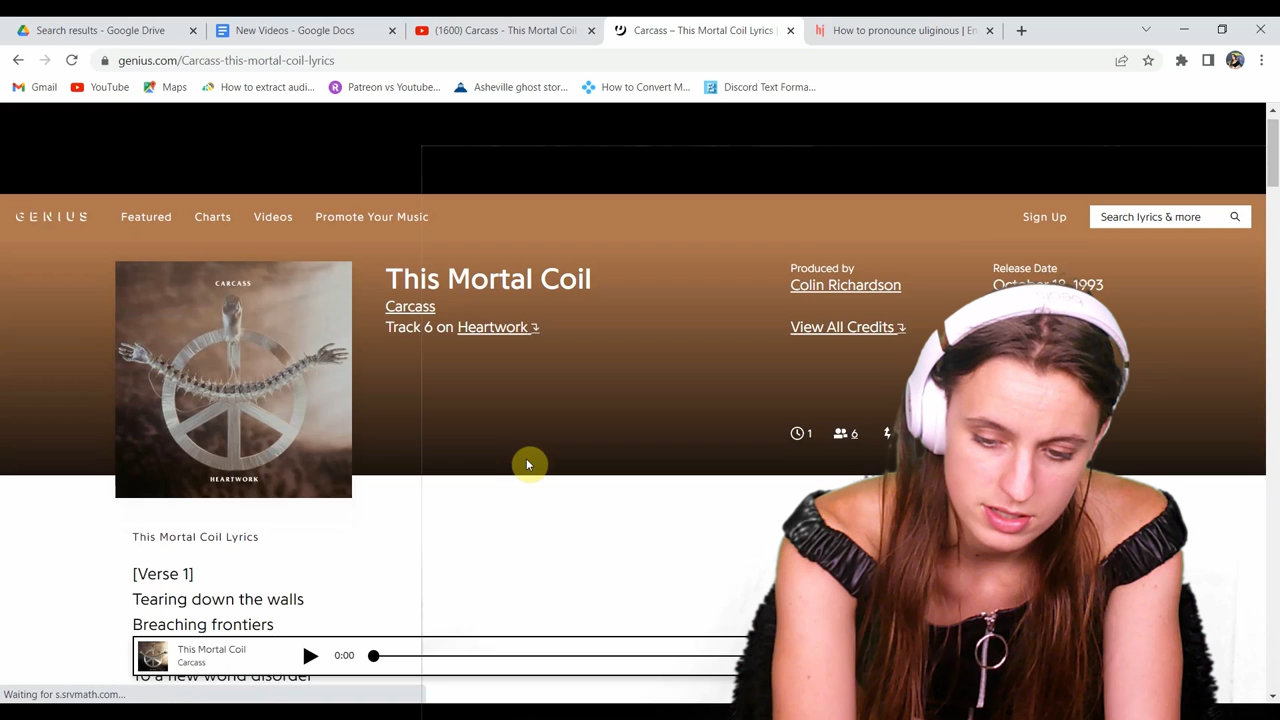 Search results - Google Drive
New Videos - Google Docs
(1600) Carcass - This Mortal Coil
Carcass – This Mortal Coil Lyrics
How to pronounce uliginous | En
genius.com/Carcass-this-mortal-coil-lyrics
Gmail
YouTube
Maps
How to extract audi...
Patreon vs Youtube...
Asheville ghost stor...
How to Convert M...
Discord Text Forma...
GENIUS
Featured
Charts
Videos
Promote Your Music
Sign Up
Search lyrics & more
CARCASS
HEARTWORK
This Mortal Coil
Carcass
Track 6 on Heartwork
Produced by
Colin Richardson
View All Credits
Release Date
1993
1
6
This Mortal Coil Lyrics
[Verse 1]
Tearing down the walls
Breaching frontiers
This Mortal Coil
Carcass
0:00
To a new world disorder
Waiting for s.srvmath.com...